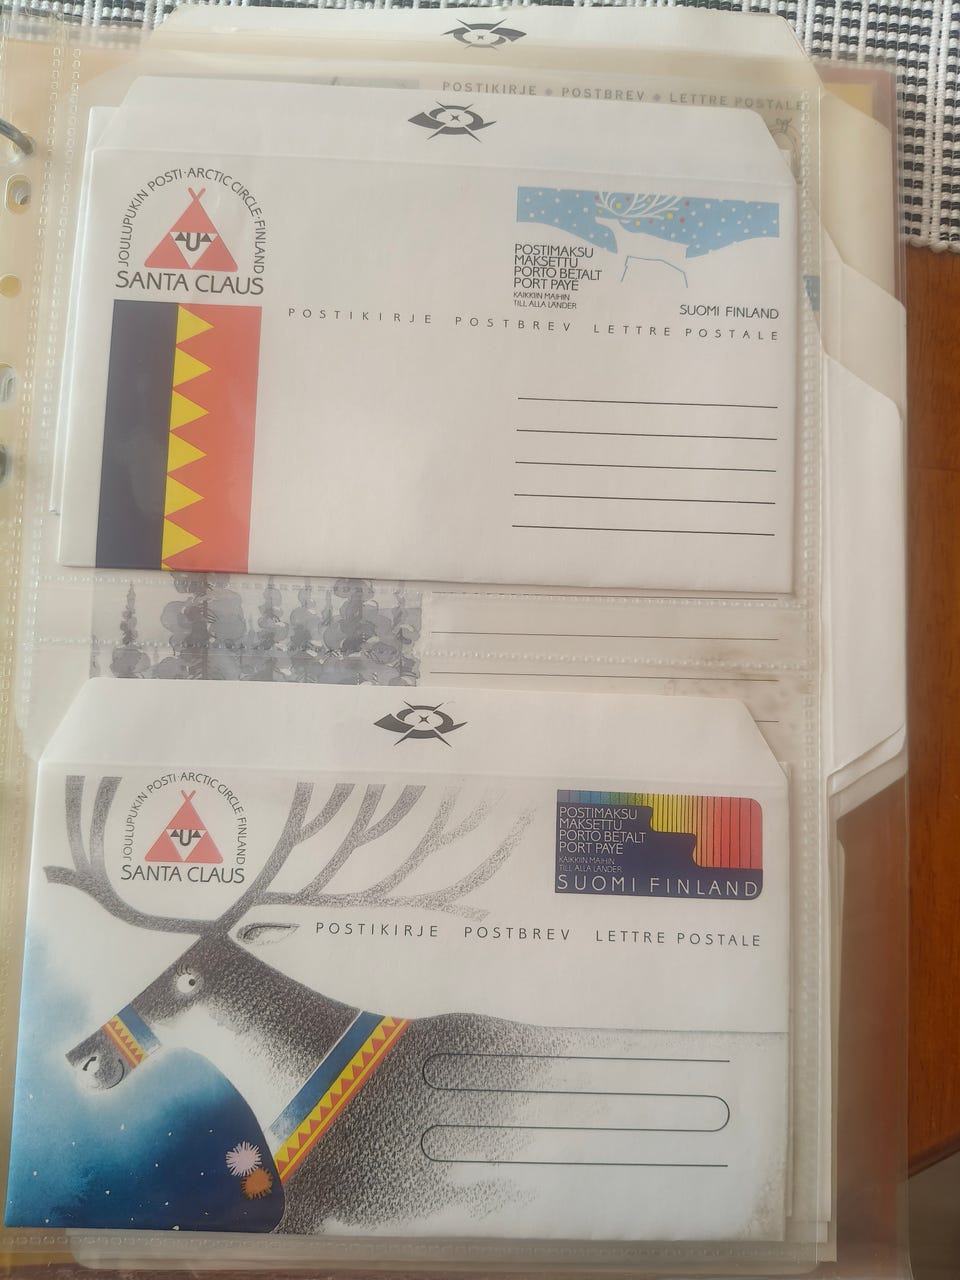 POSTIKIRJE • POSTBREV • LETTRE POSTALE
JOULUPUKIN POSTI·ARCTIC CIRCLE·FINLAND
SANTA CLAUS
POSTIMAKSU
MAKSETTU
PORTO BETALT
PORT PAYÉ
KAIKKIIN MAIHIN
TILL ALLA LÄNDER
SUOMI FINLAND
POSTIKIRJE POSTBREV LETTRE POSTALE
JOULUPUKIN POSTI·ARCTIC CIRCLE·FINLAND
SANTA CLAUS
POSTIMAKSU
MAKSETTU
PORTO BETALT
PORT PAYÉ
KAIKKIIN MAIHIN
TILL ALLA LÄNDER
SUOMI FINLAND
POSTIKIRJE POSTBREV LETTRE POSTALE